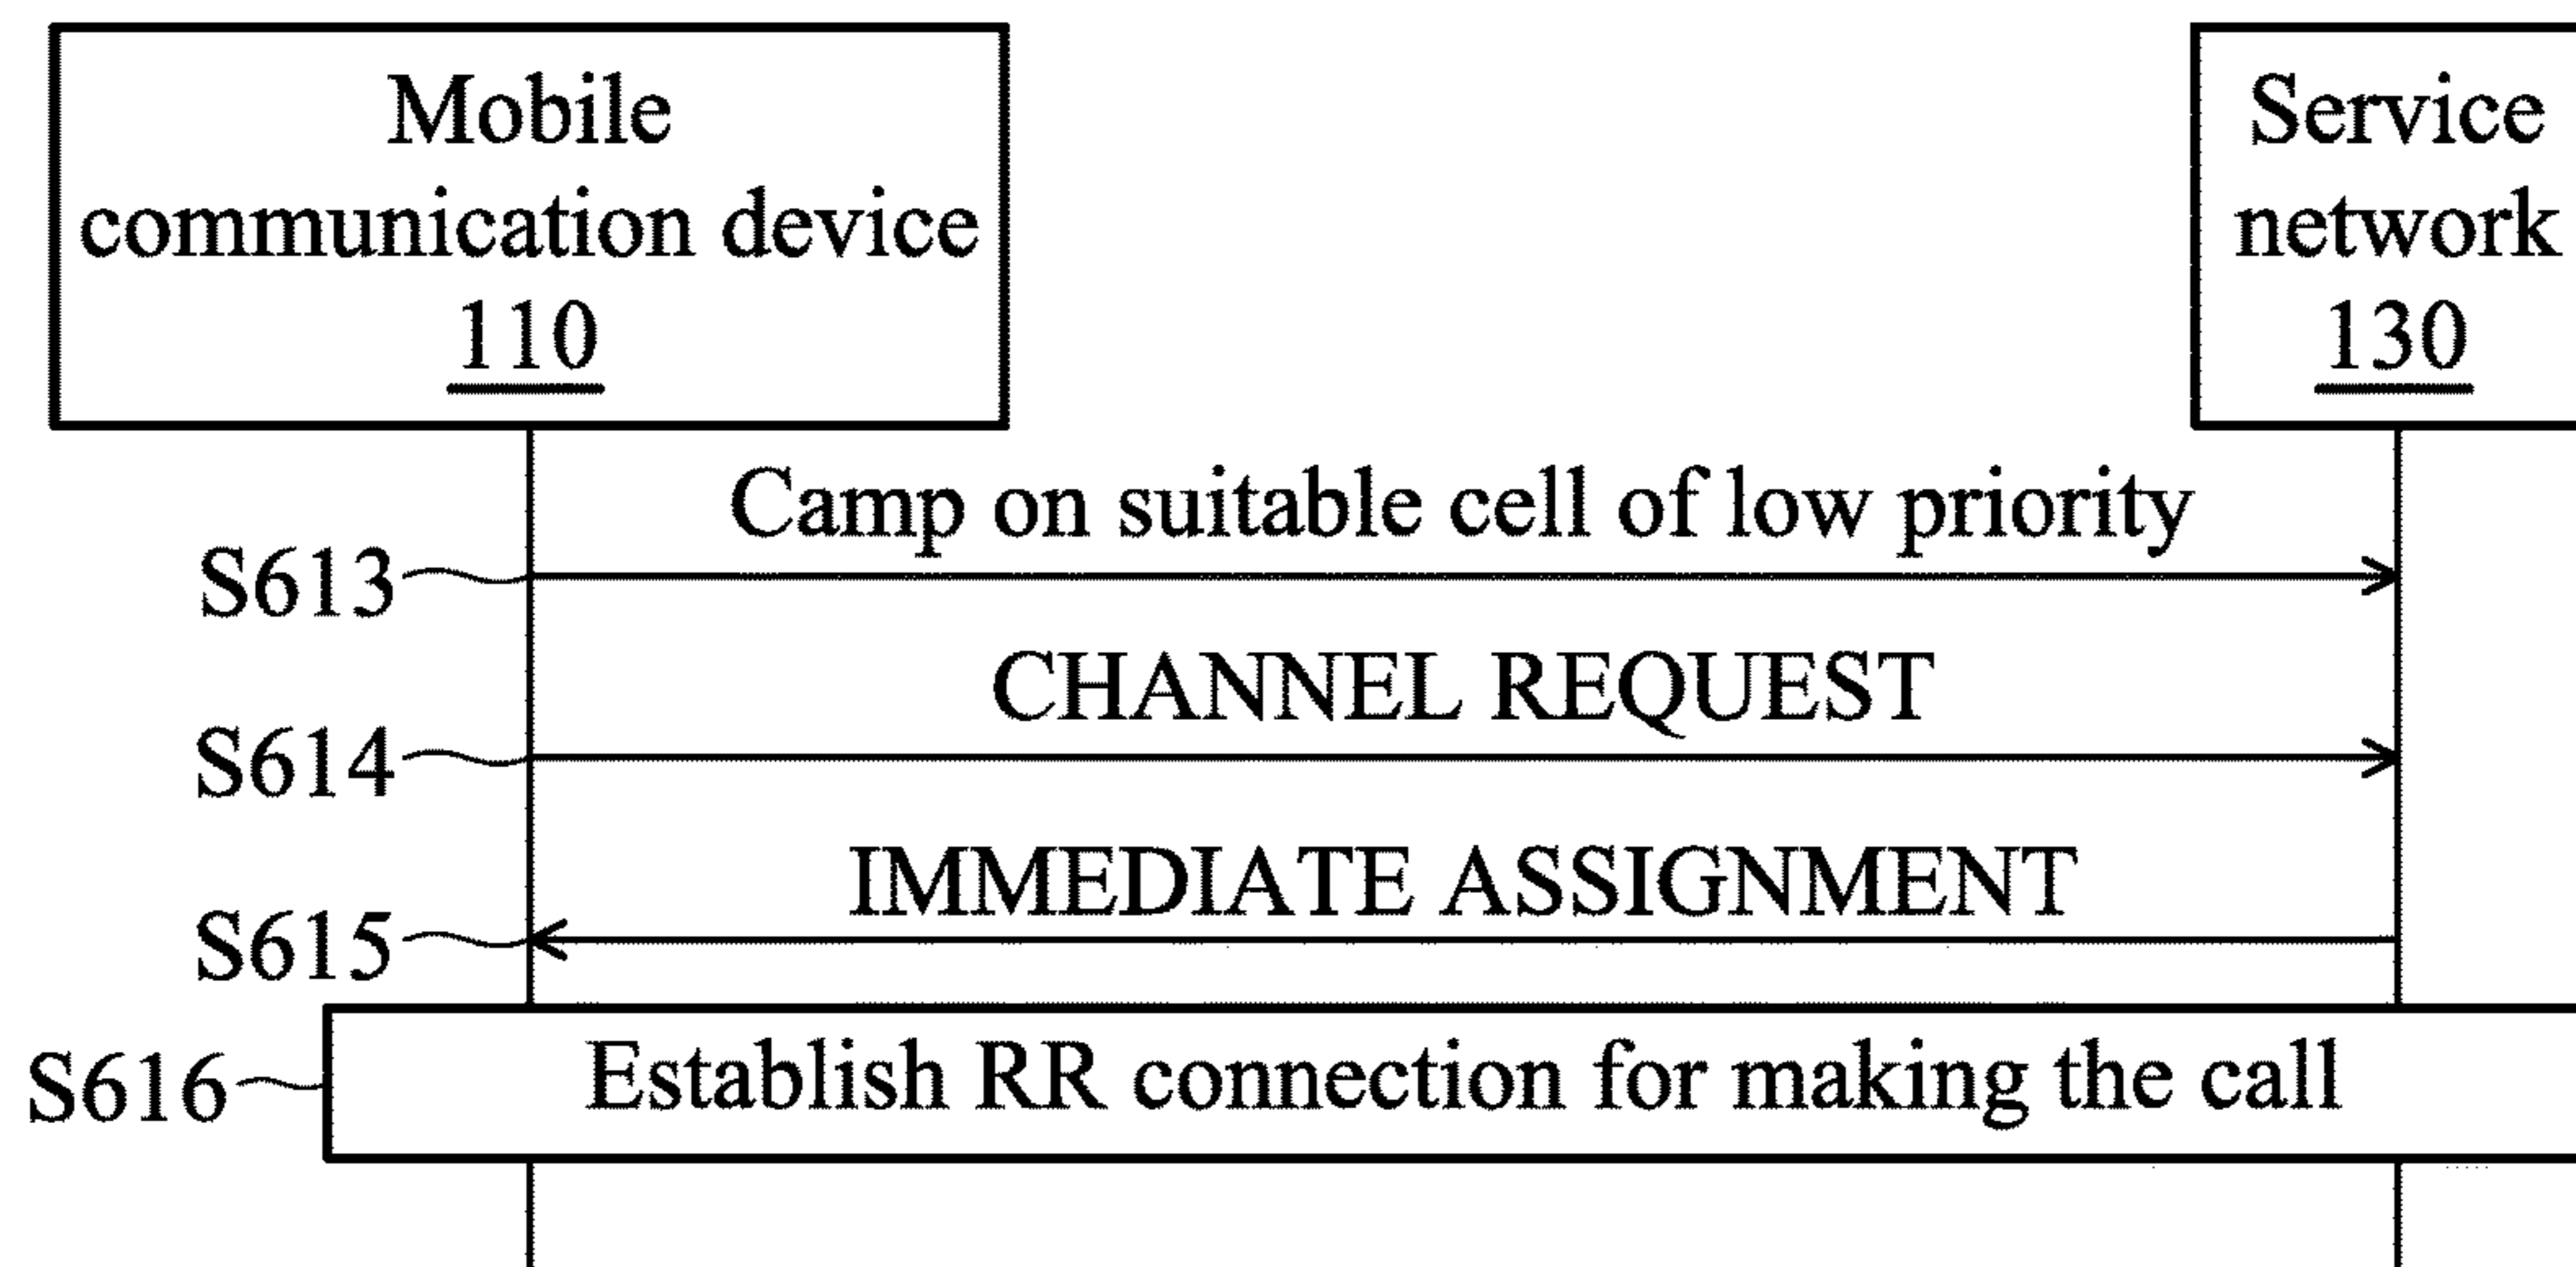 Mobile
communication device
110
Service
network
130
Camp on suitable cell of low priority
S613
CHANNEL REQUEST
S614
IMMEDIATE ASSIGNMENT
S615
S616
Establish RR connection for making the call